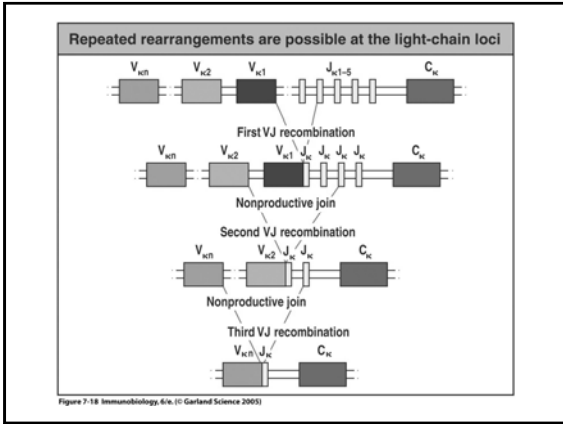 Repeated rearrangements are possible at the light-chain loci
Vκn Vκ2 Vκ1 Jκ1–5 Cκ
First VJ recombination
Vκn Vκ2 Vκ1 Jκ Jκ Jκ Jκ Cκ
Nonproductive join
Second VJ recombination
Vκn Vκ2 Jκ Jκ Cκ
Nonproductive join
Third VJ recombination
Vκn Jκ Cκ
Figure 7-18 Immunobiology, 6/e. (© Garland Science 2005)